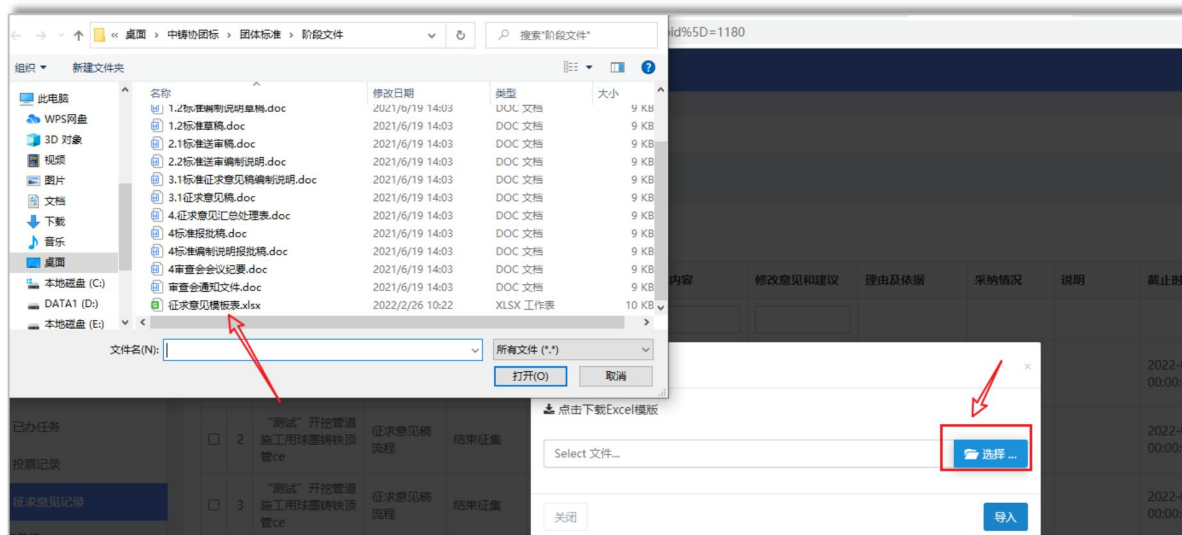 « 桌面 › 中铸协团标 › 团体标准 › 阶段文件
搜索"阶段文件"
id%5D=1180
组织 新建文件夹
名称 修改日期 类型 大小
此电脑
WPS网盘
3D 对象
视频
图片
文档
下载
音乐
桌面
本地磁盘 (C:)
DATA1 (D:)
本地磁盘 (E:)
1.2标准编制说明草稿.doc 2021/6/19 14:03 DOC 文档 9 KB
1.2标准草稿.doc 2021/6/19 14:03 DOC 文档 9 KB
2.1标准送审稿.doc 2021/6/19 14:03 DOC 文档 9 KB
2.2标准送审编制说明.doc 2021/6/19 14:03 DOC 文档 9 KB
3.1标准征求意见稿编制说明.doc 2021/6/19 14:03 DOC 文档 9 KB
3.1征求意见稿.doc 2021/6/19 14:03 DOC 文档 9 KB
4.征求意见汇总处理表.doc 2021/6/19 14:03 DOC 文档 9 KB
4标准报批稿.doc 2021/6/19 14:03 DOC 文档 9 KB
4标准编制说明报批稿.doc 2021/6/19 14:03 DOC 文档 9 KB
4审查会会议纪要.doc 2021/6/19 14:03 DOC 文档 9 KB
审查会通知文件.doc 2021/6/19 14:03 DOC 文档 9 KB
征求意见模板表.xlsx 2022/2/26 10:22 XLSX 工作表 10 KB
文件名(N): 所有文件 (*.*)
打开(O) 取消
内容 修改意见和建议 理由及依据 采纳情况 说明 截止时
2022-
00:00:
点击下载Excel模版
Select 文件... 选择 ...
关闭 导入
已办任务
投票记录
征求意见记录
2 "测试"开挖管道
施工用球墨铸铁顶
管ce
征求意见稿
流程
结束征集
2022-
00:00:
3 "测试"开挖管道
施工用球墨铸铁顶
管ce
征求意见稿
流程
结束征集
2022-
00:00: